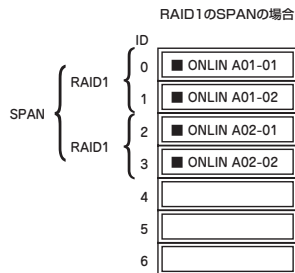 RAID1のSPANの場合
ID
0 ■ ONLIN A01-01
RAID1
1 ■ ONLIN A01-02
SPAN
2 ■ ONLIN A02-01
RAID1
3 ■ ONLIN A02-02
4
5
6